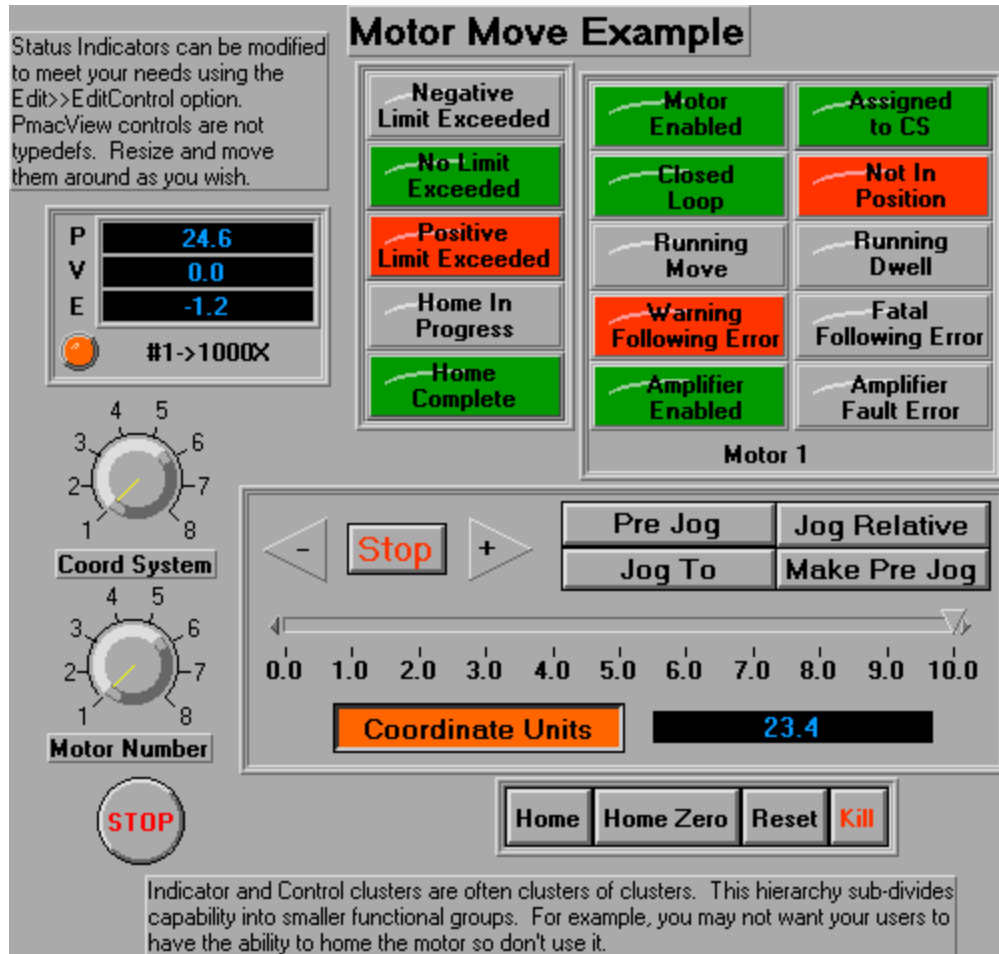 Motor Move Example
Status Indicators can be modified
to meet your needs using the
Edit>>EditControl option.
PmacView controls are not
typedefs.  Resize and move
them around as you wish.
Negative
Limit Exceeded
No Limit
Exceeded
Positive
Limit Exceeded
Home In
Progress
Home
Complete
Motor
Enabled
Assigned
to CS
Closed
Loop
Not In
Position
Running
Move
Running
Dwell
Warning
Following Error
Fatal
Following Error
Amplifier
Enabled
Amplifier
Fault Error
Motor 1
P 24.6
V 0.0
E -1.2
#1->1000X
1 2 3 4 5 6 7 8
Coord System
1 2 3 4 5 6 7 8
Motor Number
STOP
- Stop +
Pre Jog Jog Relative
Jog To Make Pre Jog
0.0 1.0 2.0 3.0 4.0 5.0 6.0 7.0 8.0 9.0 10.0
Coordinate Units 23.4
Home Home Zero Reset Kill
Indicator and Control clusters are often clusters of clusters.  This hierarchy sub-divides
capability into smaller functional groups.  For example, you may not want your users to
have the ability to home the motor so don't use it.